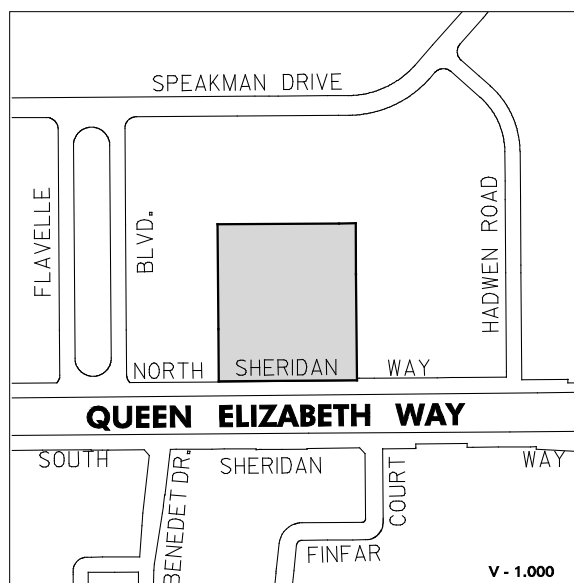 SPEAKMAN DRIVE
FLAVELLE BLVD.
HADWEN ROAD
NORTH SHERIDAN WAY
QUEEN ELIZABETH WAY
SOUTH SHERIDAN WAY
BENEDET DR.
FINFAR COURT
V - 1.000